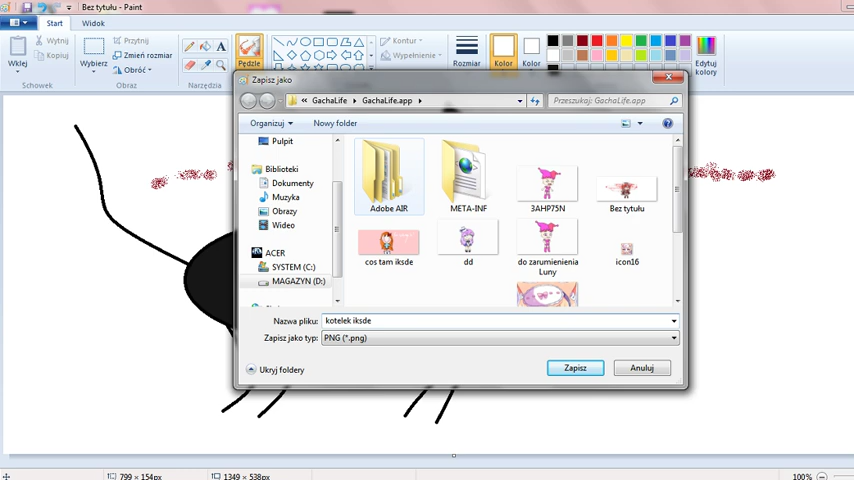 Bez tytułu - Paint
Start Widok
Wklej
Wytnij
Kopiuj
Schowek
Wybierz
Przytnij
Zmień rozmiar
Obróć
Obraz
Narzędzia
Pędzle
Kontur
Wypełnienie
Rozmiar
Kolor
Kolor
Edytuj
kolory
Zapisz jako
GachaLife GachaLife.app
Przeszukaj: GachaLife.app
Organizuj New folder
Pulpit
Biblioteki
Dokumenty
Muzyka
Obrazy
Wideo
ACER
SYSTEM (C:)
MAGAZYN (D:)
Adobe AIR META-INF 3AHP75N Bez tytułu
cos tam iksde dd do zarumienienia Luny icon16
Nazwa pliku: kotelek iksde
Zapisz jako typ: PNG (*.png)
Ukryj foldery Zapisz Anuluj
799 × 154px 1349 × 538px 100%